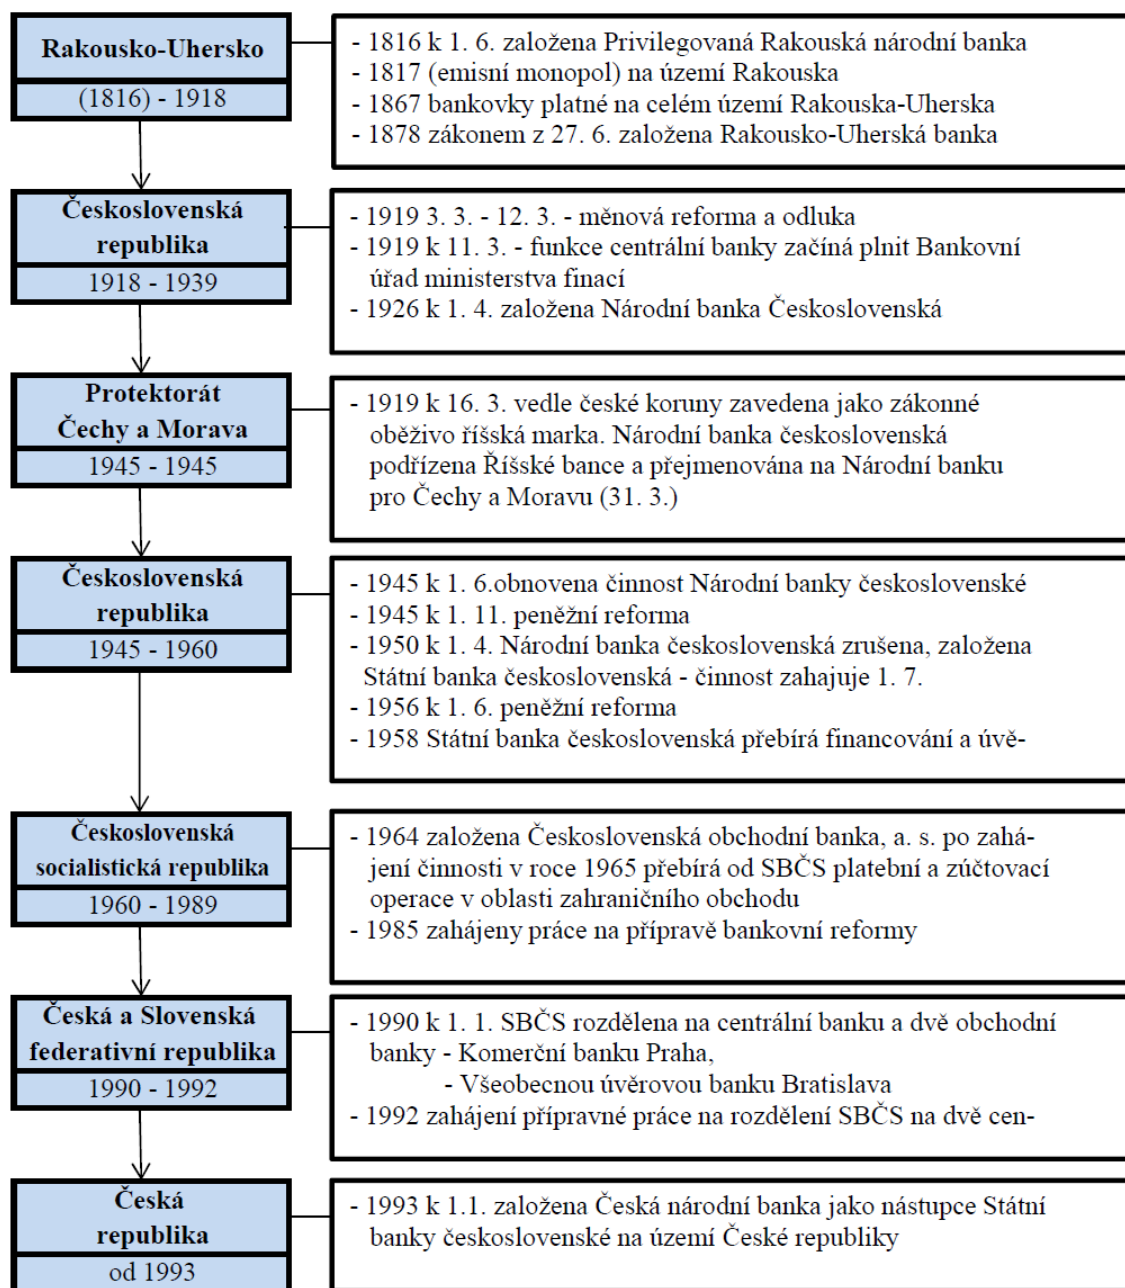 Rakousko-Uhersko
(1816) - 1918
- 1816 k 1. 6. založena Privilegovaná Rakouská národní banka
- 1817 (emisní monopol) na území Rakouska
- 1867 bankovky platné na celém území Rakouska-Uherska
- 1878 zákonem z 27. 6. založena Rakousko-Uherská banka
Československá
republika
1918 - 1939
- 1919 3. 3. - 12. 3. - měnová reforma a odluka
- 1919 k 11. 3. - funkce centrální banky začíná plnit Bankovní
úřad ministerstva finací
- 1926 k 1. 4. založena Národní banka Československá
Protektorát
Čechy a Morava
1945 - 1945
- 1919 k 16. 3. vedle české koruny zavedena jako zákonné
oběživo říšská marka. Národní banka československá
podřízena Říšské bance a přejmenována na Národní banku
pro Čechy a Moravu (31. 3.)
Československá
republika
1945 - 1960
- 1945 k 1. 6.obnovena činnost Národní banky československé
- 1945 k 1. 11. peněžní reforma
- 1950 k 1. 4. Národní banka československá zrušena, založena
Státní banka československá - činnost zahajuje 1. 7.
- 1956 k 1. 6. peněžní reforma
- 1958 Státní banka československá přebírá financování a úvě-
Československá
socialistická republika
1960 - 1989
- 1964 založena Československá obchodní banka, a. s. po zahá-
jení činnosti v roce 1965 přebírá od SBČS platební a zúčtovací
operace v oblasti zahraničního obchodu
- 1985 zahájeny práce na přípravě bankovní reformy
Česká a Slovenská
federativní republika
1990 - 1992
- 1990 k 1. 1. SBČS rozdělena na centrální banku a dvě obchodní
banky - Komerční banku Praha,
- Všeobecnou úvěrovou banku Bratislava
- 1992 zahájení přípravné práce na rozdělení SBČS na dvě cen-
Česká
republika
od 1993
- 1993 k 1.1. založena Česká národní banka jako nástupce Státní
banky československé na území České republiky